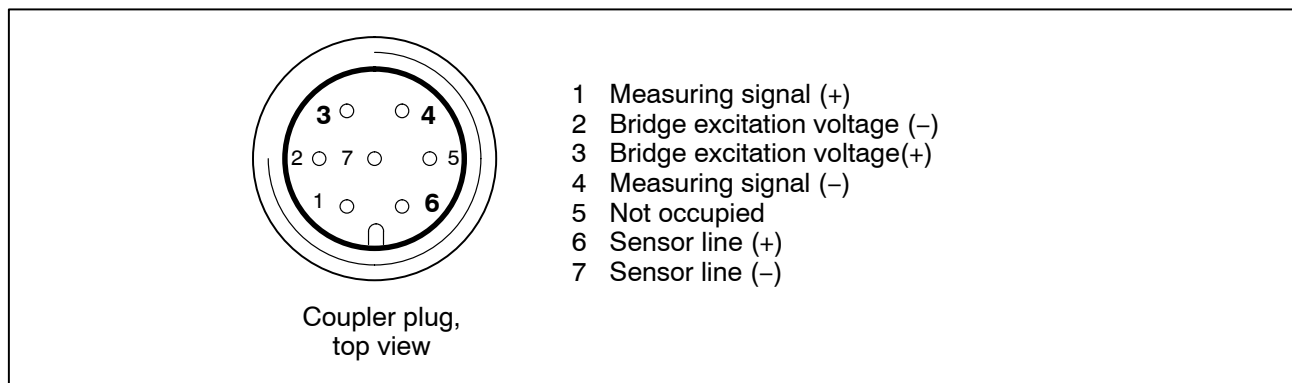 3 4
2 7 5
1 6
Coupler plug,
top view
1 Measuring signal (+)
2 Bridge excitation voltage (−)
3 Bridge excitation voltage(+)
4 Measuring signal (−)
5 Not occupied
6 Sensor line (+)
7 Sensor line (−)